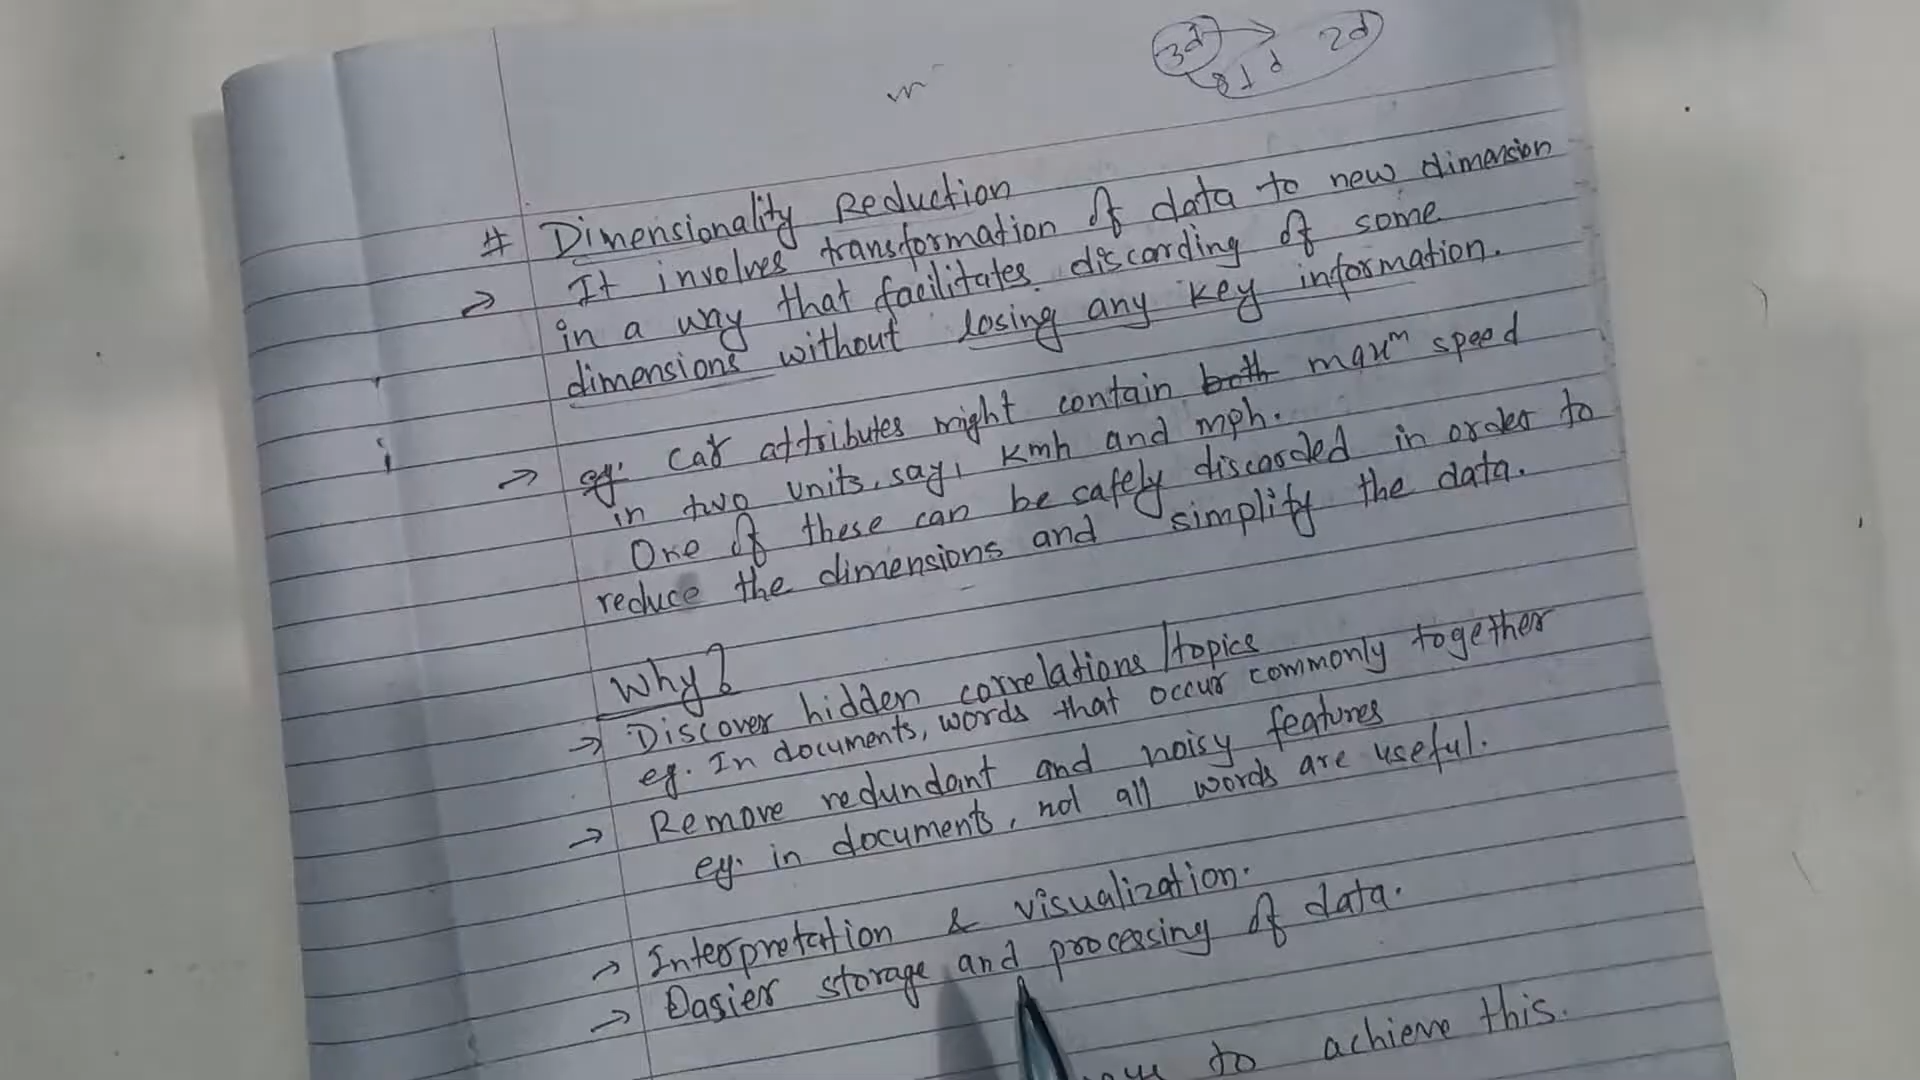 3d 2d
d
# Dimensionality Reduction
→ It involves transformation of data to new dimension
in a way that facilitates discarding of some
dimensions without losing any key information.
→ eg. Car attributes might contain both maxᵐ speed
in two units, say, Kmh and mph.
One of these can be safely discarded in order to
reduce the dimensions and simplify the data.
Why?
→ Discover hidden correlations/topics
eg. In documents, words that occur commonly together
→ Remove redundant and noisy features
eg. in documents, not all words are useful.
→ Interpretation & visualization.
→ Easier storage and processing of data.
to achieve this.